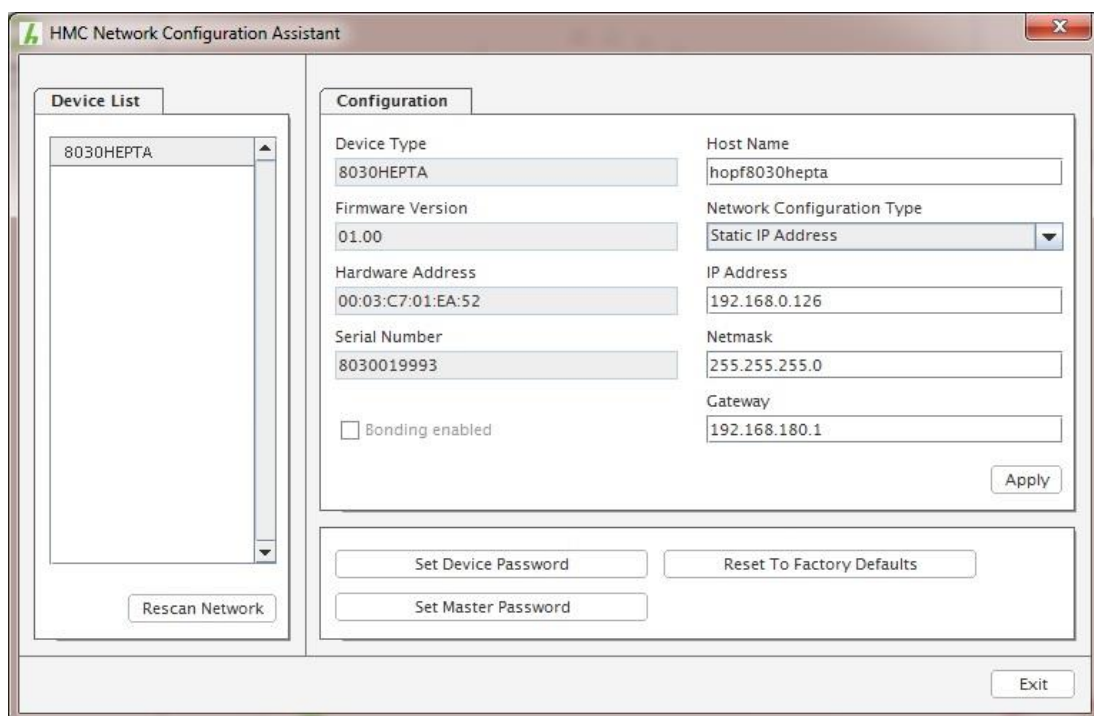 HMC Network Configuration Assistant
Device List
8030HEPTA
Rescan Network
Configuration
Device Type
8030HEPTA
Firmware Version
01.00
Hardware Address
00:03:C7:01:EA:52
Serial Number
8030019993
Bonding enabled
Host Name
hopf8030hepta
Network Configuration Type
Static IP Address
IP Address
192.168.0.126
Netmask
255.255.255.0
Gateway
192.168.180.1
Apply
Set Device Password
Reset To Factory Defaults
Set Master Password
Exit